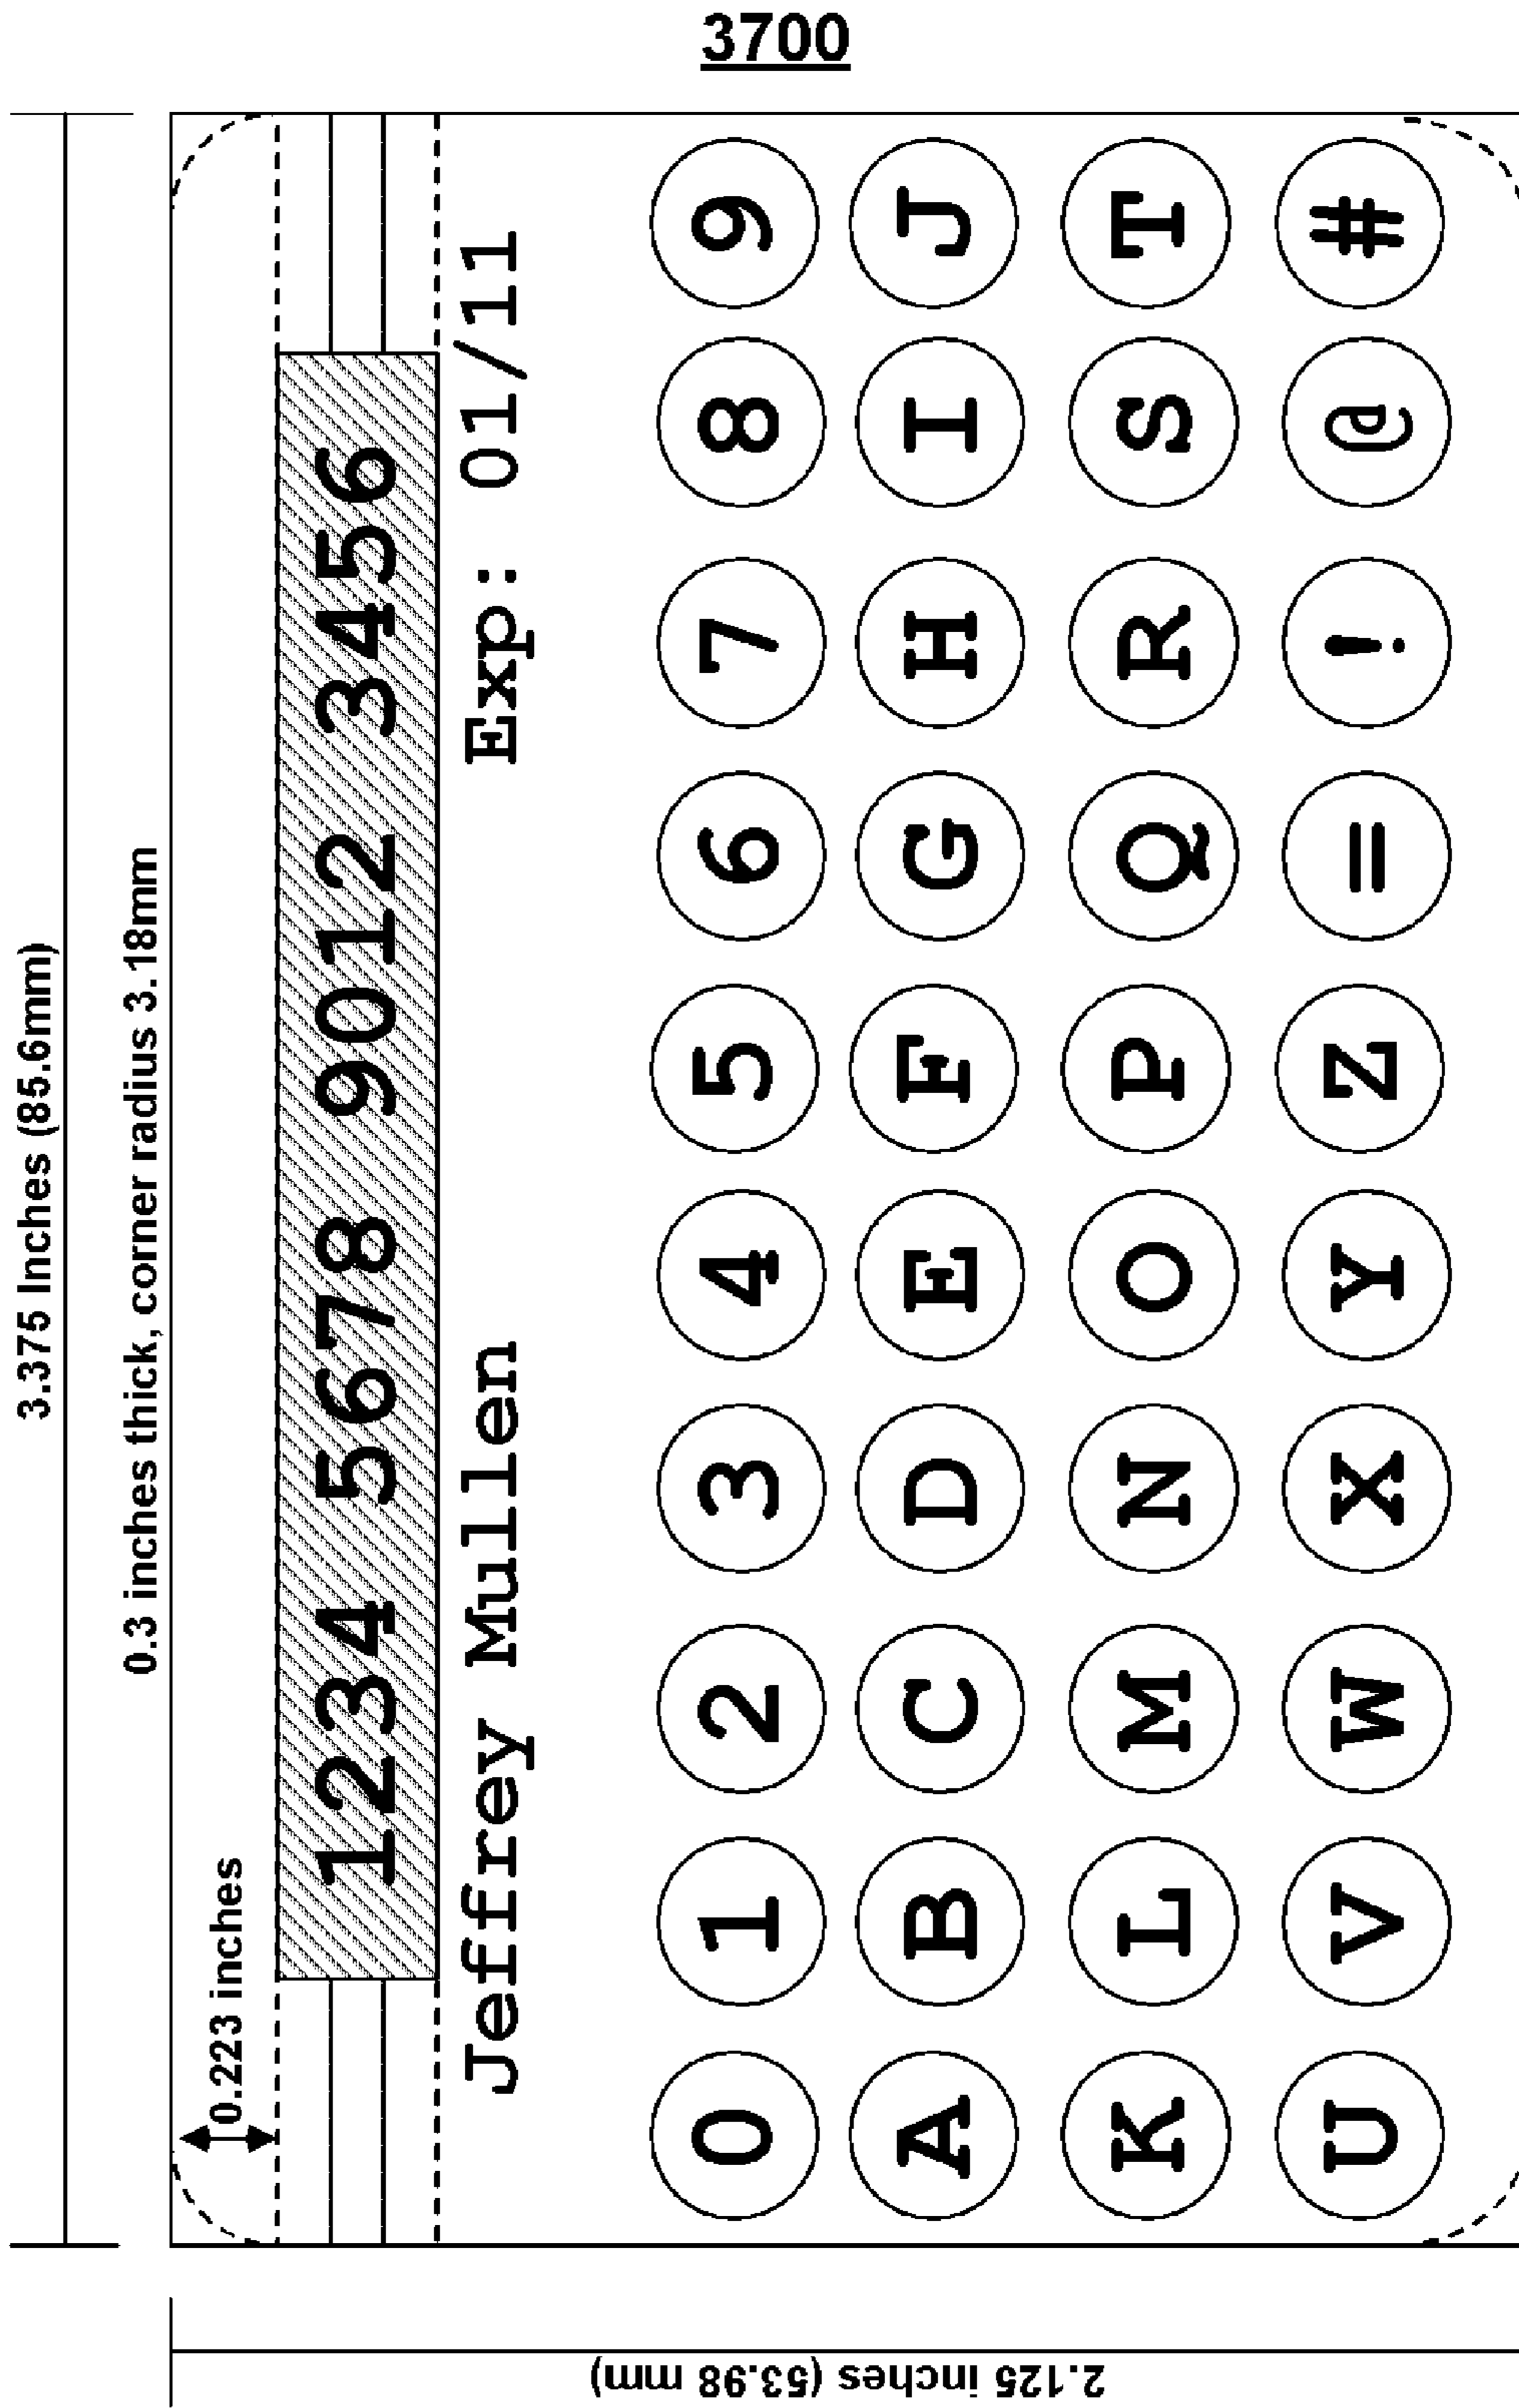 3700
3.375 Inches (85.6mm)
0.3 inches thick, corner radius 3.18mm
0.223 inches
1234 5678 9012 3456
Jeffrey Mullen Exp: 01/11
0 1 2 3 4 5 6 7 8 9
A B C D E F G H I J
K L M N O P Q R S T
U V W X Y Z = ! @ #
2.125 inches (53.98 mm)